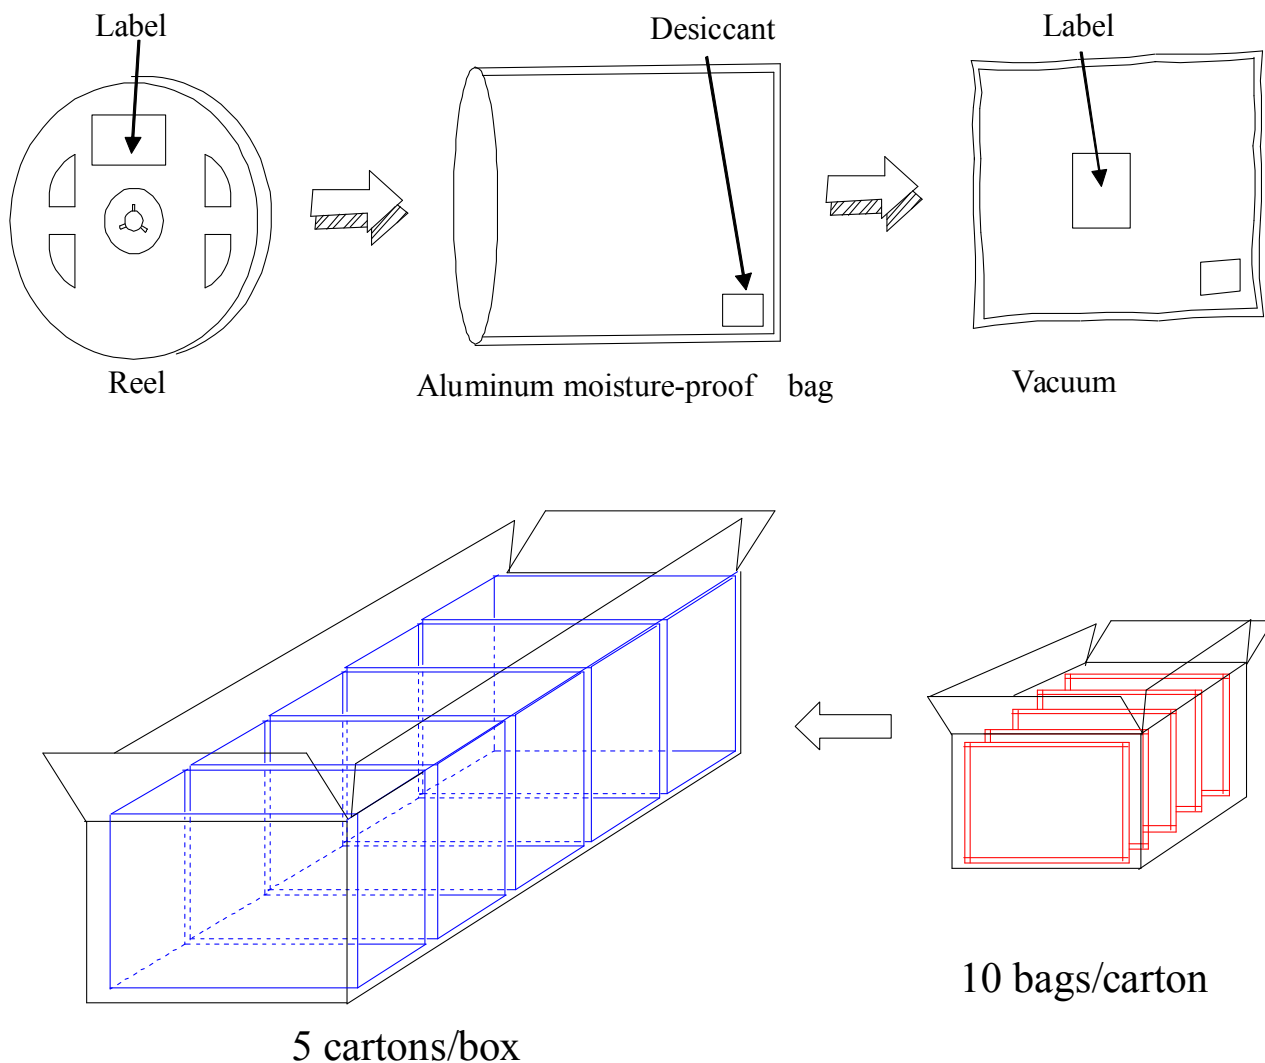 Label
Desiccant
Label
Reel
Aluminum moisture-proof bag
Vacuum
10 bags/carton
5 cartons/box